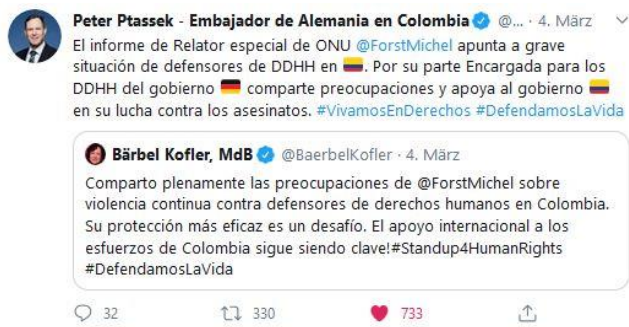 Peter Ptassek - Embajador de Alemania en Colombia @... · 4. März
El informe de Relator especial de ONU @ForstMichel apunta a grave
situación de defensores de DDHH en 🇨🇴. Por su parte Encargada para los
DDHH del gobierno 🇩🇪 comparte preocupaciones y apoya al gobierno 🇨🇴
en su lucha contra los asesinatos. #VivamosEnDerechos #DefendamosLaVida
Bärbel Kofler, MdB @BaerbelKofler · 4. März
Comparto plenamente las preocupaciones de @ForstMichel sobre
violencia continua contra defensores de derechos humanos en Colombia.
Su protección más eficaz es un desafío. El apoyo internacional a los
esfuerzos de Colombia sigue siendo clave!#Standup4HumanRights
#DefendamosLaVida
32 330 733